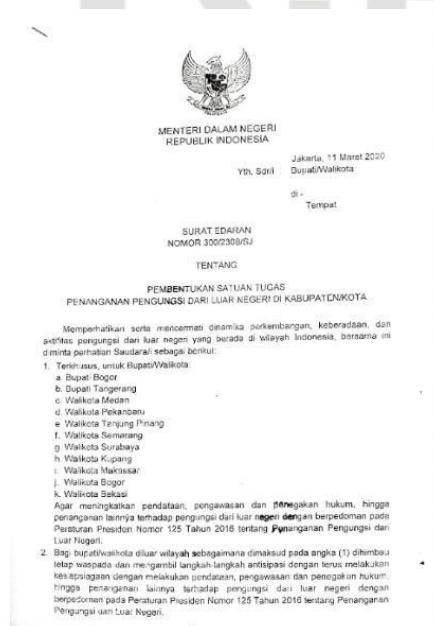 MENTERI DALAM NEGERI
REPUBLIK INDONESIA
Jakarta, 11 Maret 2020
Yth. Sdr/i Bupati/Walikota
di -
Tempat
SURAT EDARAN
NOMOR 300/2308/SJ
TENTANG
PEMBENTUKAN SATUAN TUGAS
PENANGANAN PENGUNGSI DARI LUAR NEGERI DI KABUPATEN/KOTA
Memperhatikan serta mencermati dinamika perkembangan, keberadaan, dan
aktifitas pengungsi dari luar negeri yang berada di wilayah Indonesia, bersama ini
diminta perhatian Saudara/i sebagai berikut:
1. Terkhusus, untuk Bupati/Walikota:
a. Bupati Bogor
b. Bupati Tangerang
c. Walikota Medan
d. Walikota Pekanbaru
e. Walikota Tanjung Pinang
f. Walikota Semarang
g. Walikota Surabaya
h. Walikota Kupang
i. Walikota Makassar
j. Walikota Bogor
k. Walikota Bekasi
Agar meningkatkan pendataan, pengawasan dan penegakan hukum, hingga
penanganan lainnya terhadap pengungsi dari luar negeri dengan berpedoman pada
Peraturan Presiden Nomor 125 Tahun 2016 tentang Penanganan Pengungsi dari
Luar Negeri.
2. Bagi bupati/walikota diluar wilayah sebagaimana dimaksud pada angka (1) dihimbau
tetap waspada dan mengambil langkah-langkah antisipasi dengan terus melakukan
kesiapsiagaan dengan melakukan pendataan, pengawasan dan penegakan hukum,
hingga penanganan lainnya terhadap pengungsi dari luar negeri dengan
berpedoman pada Peraturan Presiden Nomor 125 Tahun 2016 tentang Penanganan
Pengungsi dari Luar Negeri.